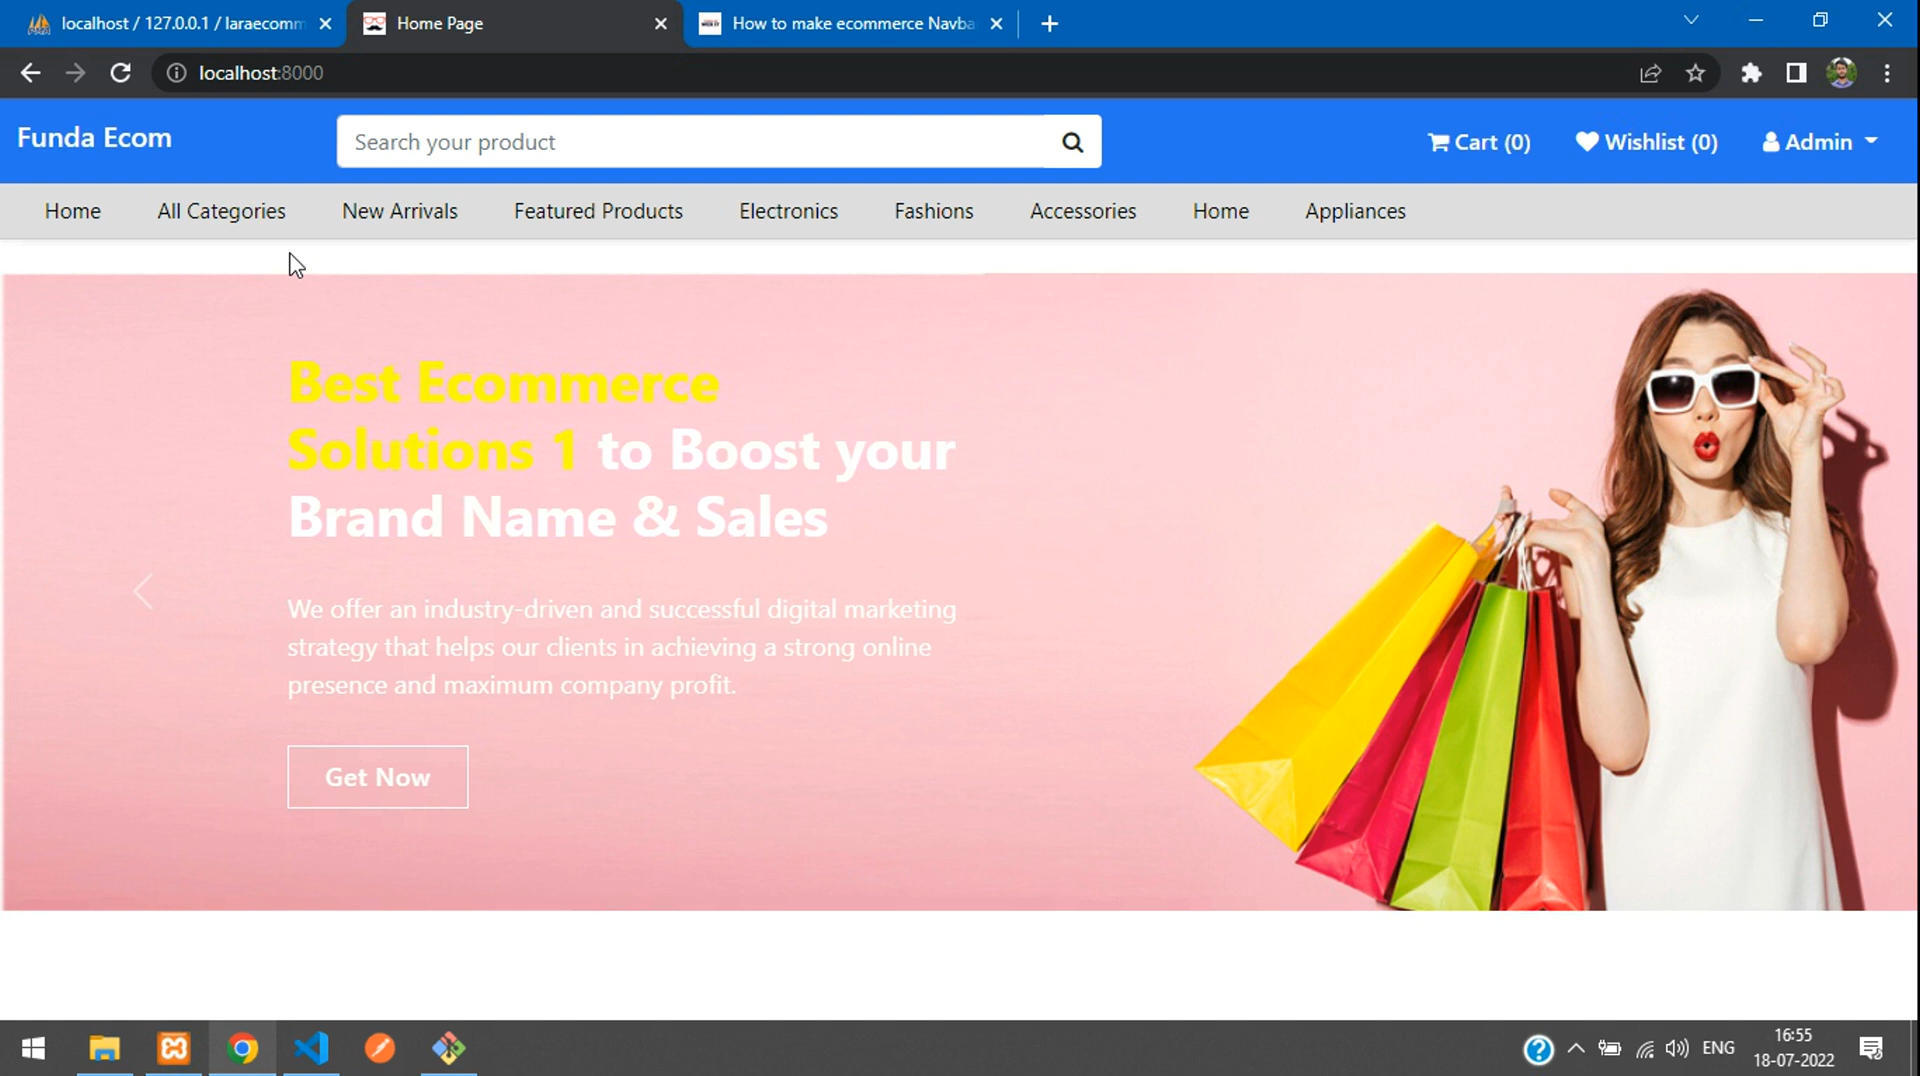 localhost / 127.0.0.1 / laraecomm
Home Page
How to make ecommerce Navba
localhost:8000
Funda Ecom
Search your product
Cart (0)
Wishlist (0)
Admin
Home
All Categories
New Arrivals
Featured Products
Electronics
Fashions
Accessories
Home
Appliances
Best Ecommerce
Solutions 1 to Boost your
Brand Name & Sales
We offer an industry-driven and successful digital marketing
strategy that helps our clients in achieving a strong online
presence and maximum company profit.
Get Now
ENG
16:55
18-07-2022